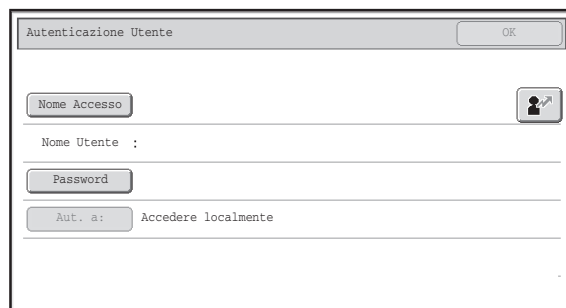 Autenticazione Utente OK
Nome Accesso
Nome Utente :
Password
Aut. a: Accedere localmente